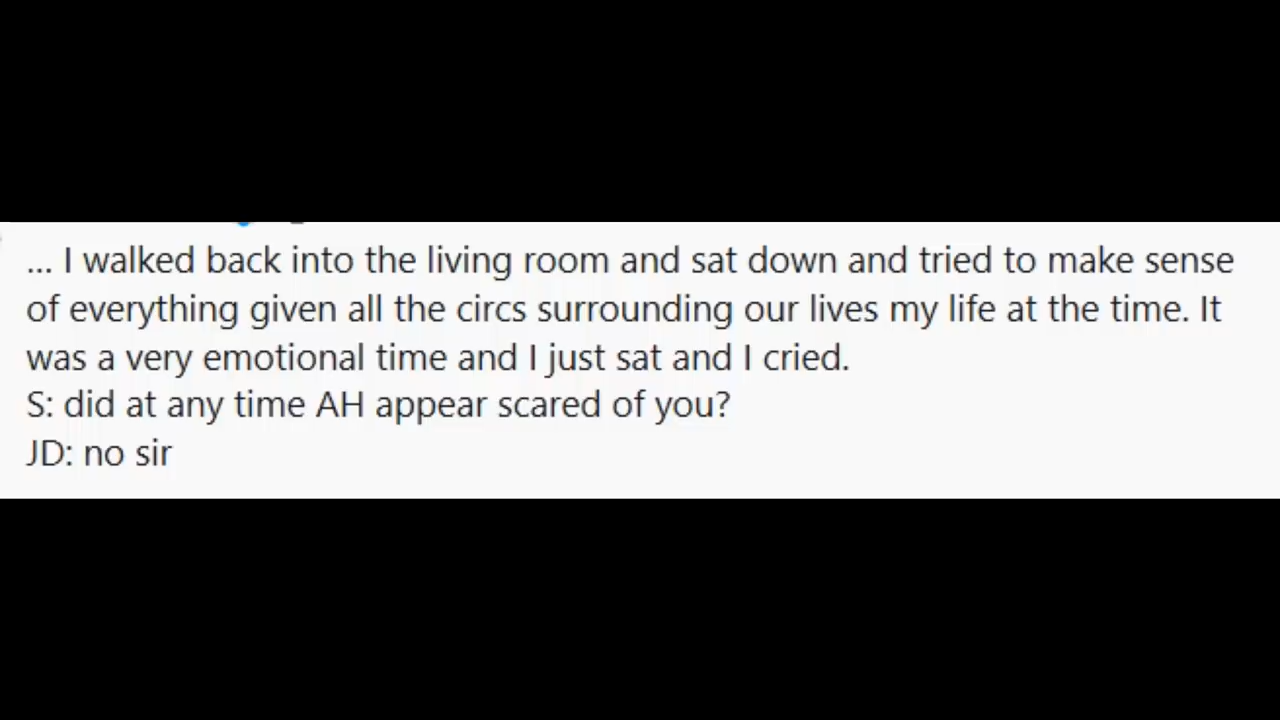 ... I walked back into the living room and sat down and tried to make sense
of everything given all the circs surrounding our lives my life at the time. It
was a very emotional time and I just sat and I cried.
S: did at any time AH appear scared of you?
JD: no sir